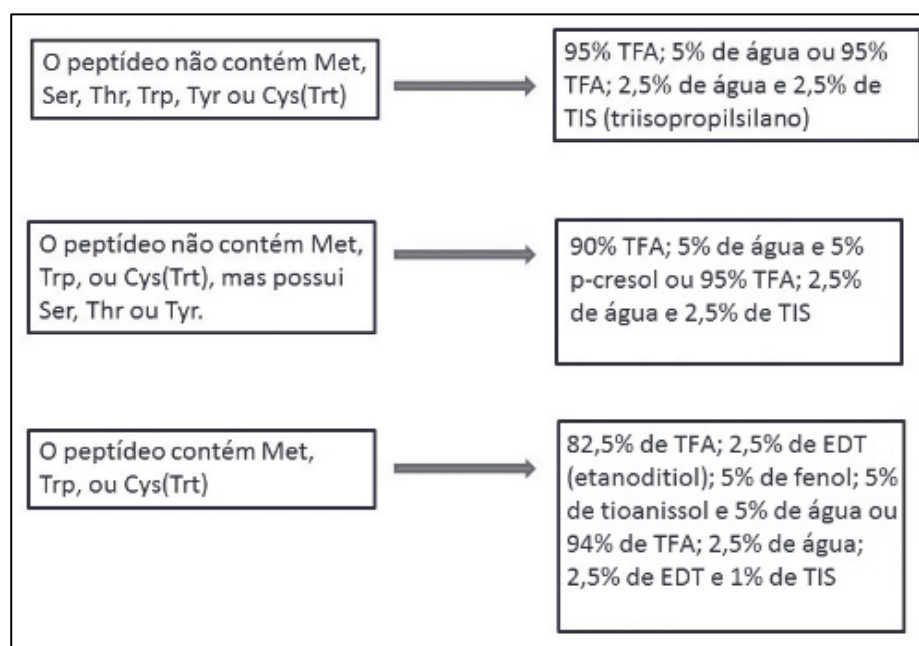 O peptídeo não contém Met,
Ser, Thr, Trp, Tyr ou Cys(Trt)
95% TFA; 5% de água ou 95%
TFA; 2,5% de água e 2,5% de
TIS (triisopropilsilano)
O peptídeo não contém Met,
Trp, ou Cys(Trt), mas possui
Ser, Thr ou Tyr.
90% TFA; 5% de água e 5%
p-cresol ou 95% TFA; 2,5%
de água e 2,5% de TIS
O peptídeo contém Met,
Trp, ou Cys(Trt)
82,5% de TFA; 2,5% de EDT
(etanoditiol); 5% de fenol; 5%
de tioanissol e 5% de água ou
94% de TFA; 2,5% de água;
2,5% de EDT e 1% de TIS